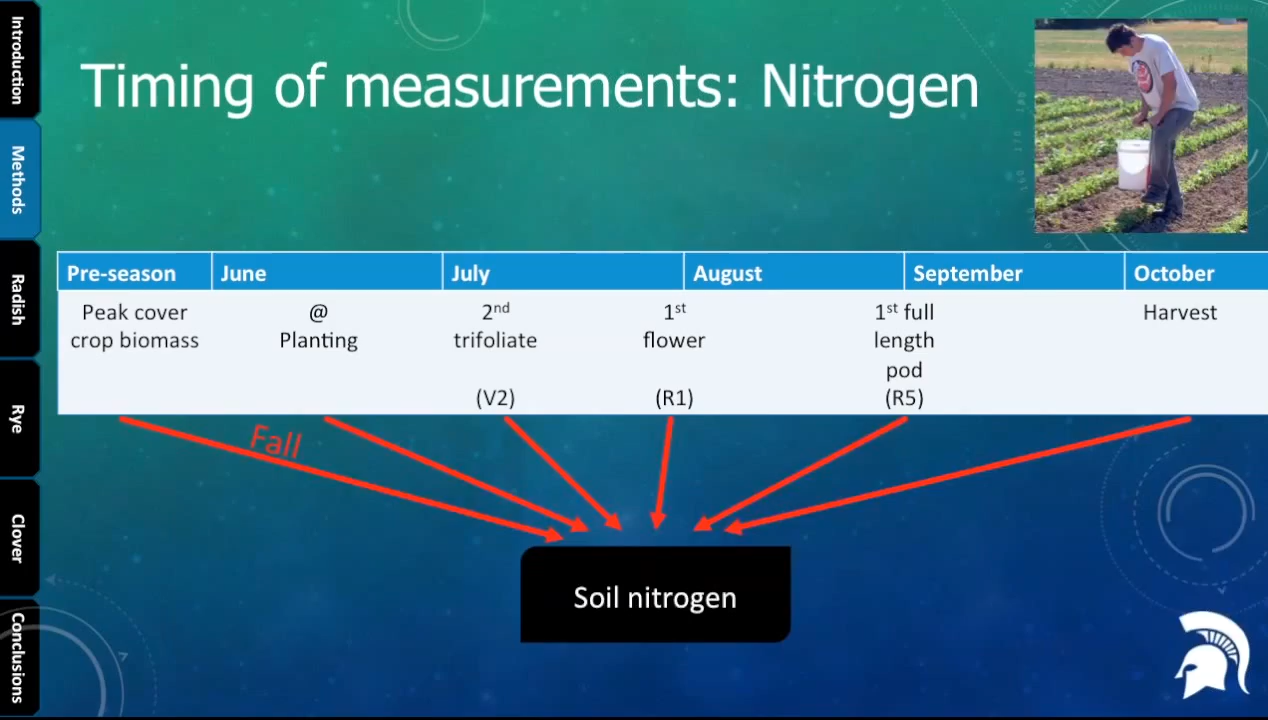 Introduction
Methods
Radish
Rye
Clover
Conclusions
Timing of measurements: Nitrogen
Pre-season June July August September October
Peak cover @ 2nd 1st 1st full Harvest
crop biomass Planting trifoliate flower length
pod
(V2) (R1) (R5)
Fall
Soil nitrogen